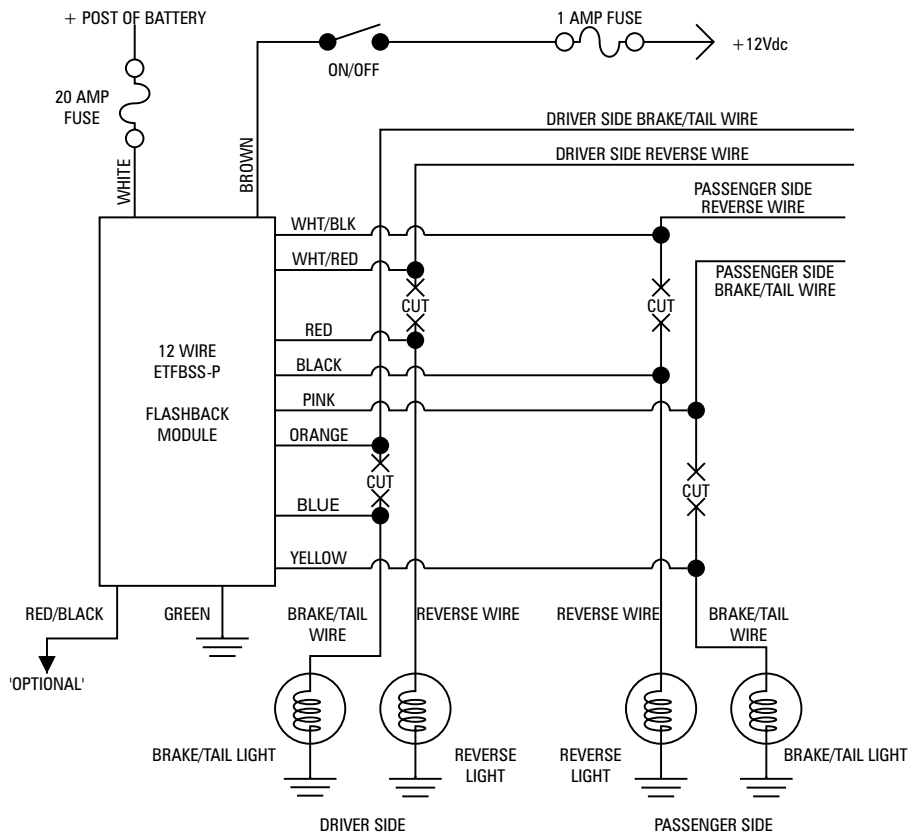 + POST OF BATTERY
1 AMP FUSE
+12Vdc
ON/OFF
20 AMP
FUSE
WHITE
BROWN
DRIVER SIDE BRAKE/TAIL WIRE
DRIVER SIDE REVERSE WIRE
PASSENGER SIDE
REVERSE WIRE
PASSENGER SIDE
BRAKE/TAIL WIRE
WHT/BLK
WHT/RED
CUT
CUT
RED
BLACK
PINK
ORANGE
CUT
CUT
BLUE
YELLOW
12 WIRE
ETFBSS-P
FLASHBACK
MODULE
RED/BLACK
GREEN
'OPTIONAL'
BRAKE/TAIL
WIRE
REVERSE WIRE
REVERSE WIRE
BRAKE/TAIL
WIRE
BRAKE/TAIL LIGHT
REVERSE
LIGHT
REVERSE
LIGHT
BRAKE/TAIL LIGHT
DRIVER SIDE
PASSENGER SIDE